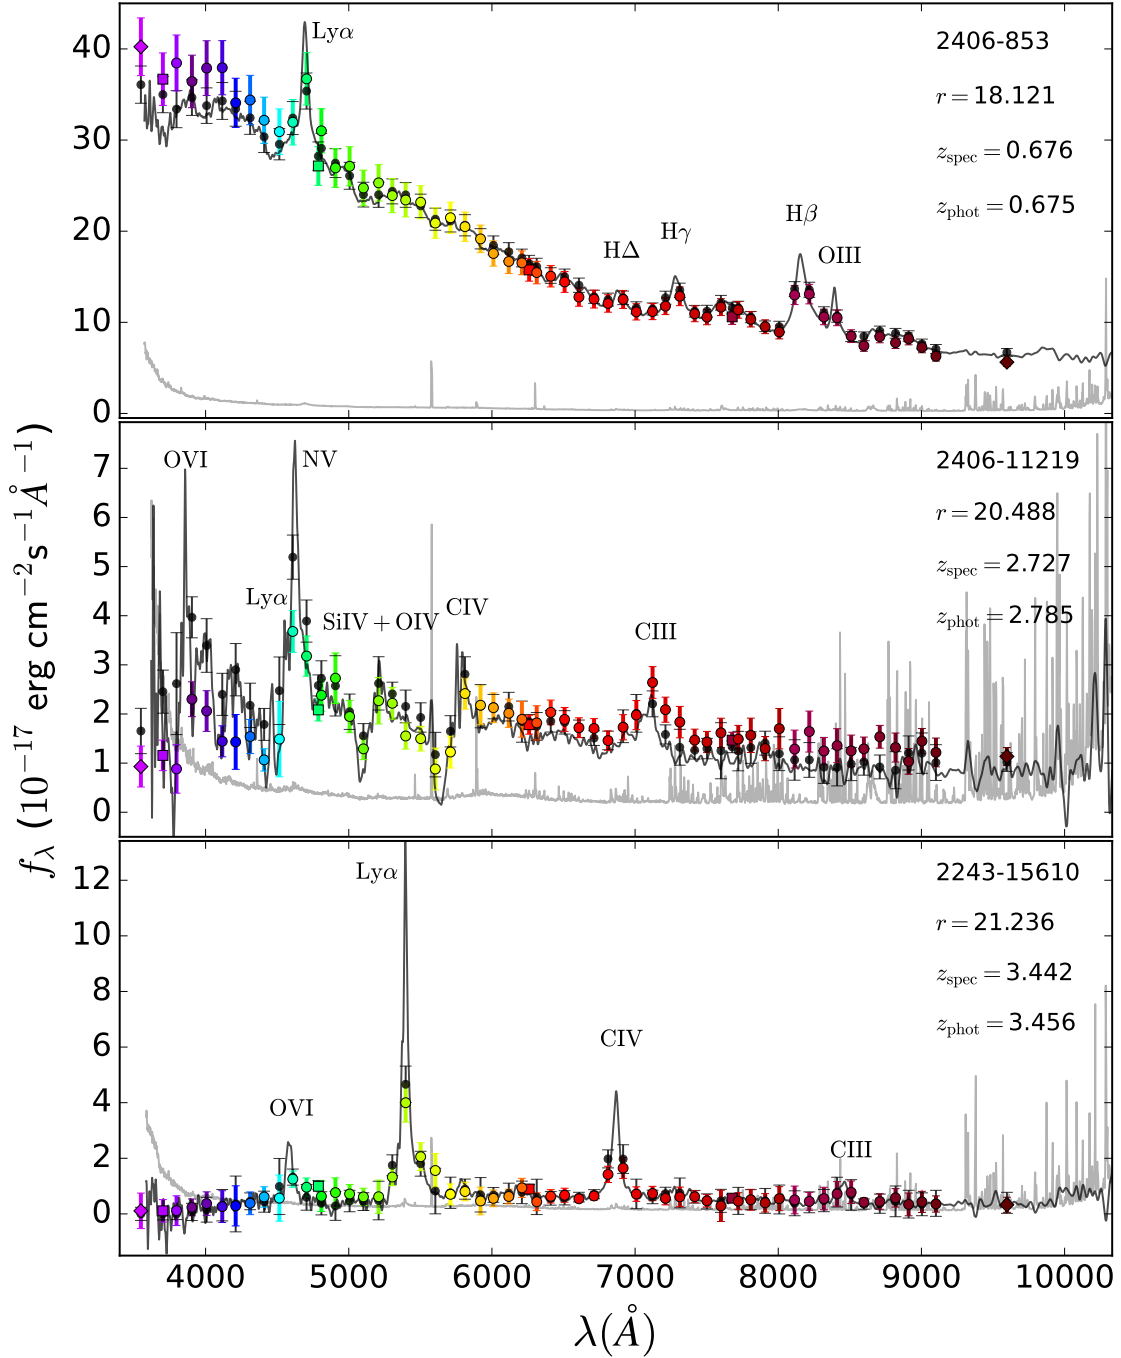 Lyα
2406-853
r = 18.121
z_spec = 0.676
z_phot = 0.675
HΔ
Hγ
Hβ
OIII
40
30
20
10
0
OVI
NV
Lyα
SiIV + OIV
CIV
CIII
2406-11219
r = 20.488
z_spec = 2.727
z_phot = 2.785
7
6
5
4
3
2
1
0
f_λ (10⁻¹⁷ erg cm⁻²s⁻¹Å⁻¹)
Lyα
2243-15610
r = 21.236
z_spec = 3.442
z_phot = 3.456
OVI
CIV
CIII
12
10
8
6
4
2
0
4000 5000 6000 7000 8000 9000 10000
λ(Å)